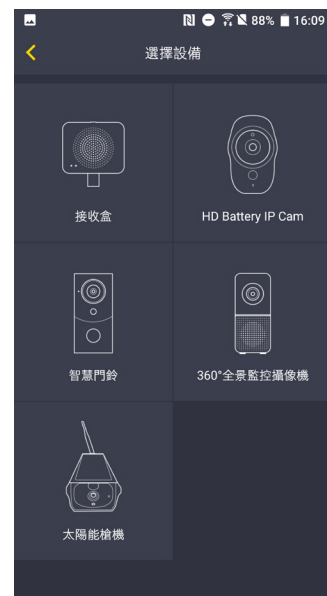 88% 16:09
選擇設備
接收盒
HD Battery IP Cam
智慧門鈴
360°全景監控攝像機
太陽能槍機